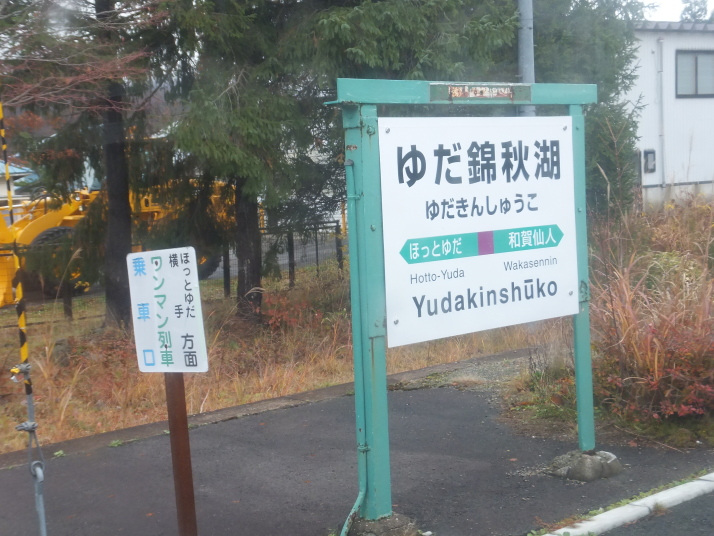 ゆだ錦秋湖
ゆだきんしゅうこ
ほっとゆだ 和賀仙人
Hotto-Yuda Wakasennin
Yudakinshūko
ほっとゆだ
横手
方面
ワンマン列車
乗車口